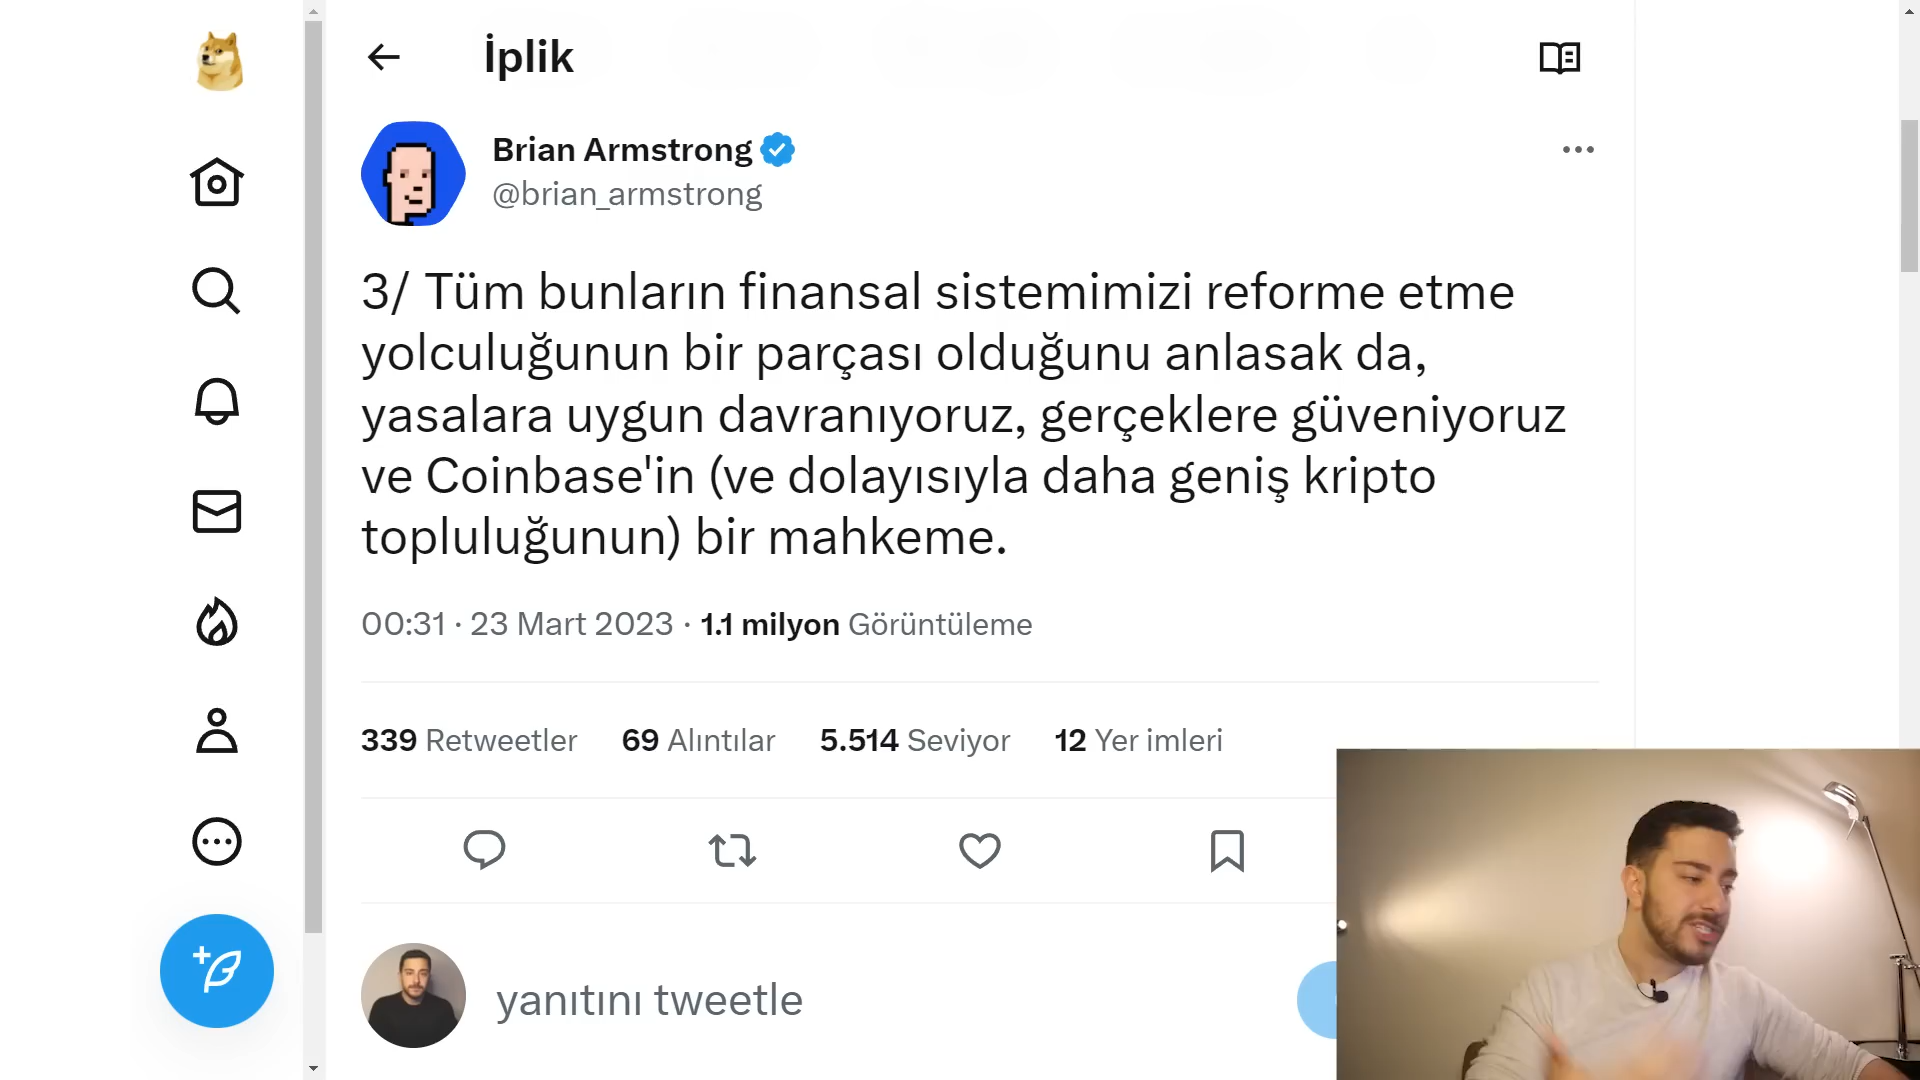 İplik
Brian Armstrong
@brian_armstrong
3/ Tüm bunların finansal sistemimizi reforme etme
yolculuğunun bir parçası olduğunu anlasak da,
yasalara uygun davranıyoruz, gerçeklere güveniyoruz
ve Coinbase'in (ve dolayısıyla daha geniş kripto
topluluğunun) bir mahkeme.
00:31 · 23 Mart 2023 · 1.1 milyon Görüntüleme
339 Retweetler 69 Alıntılar 5.514 Seviyor 12 Yer imleri
yanıtını tweetle